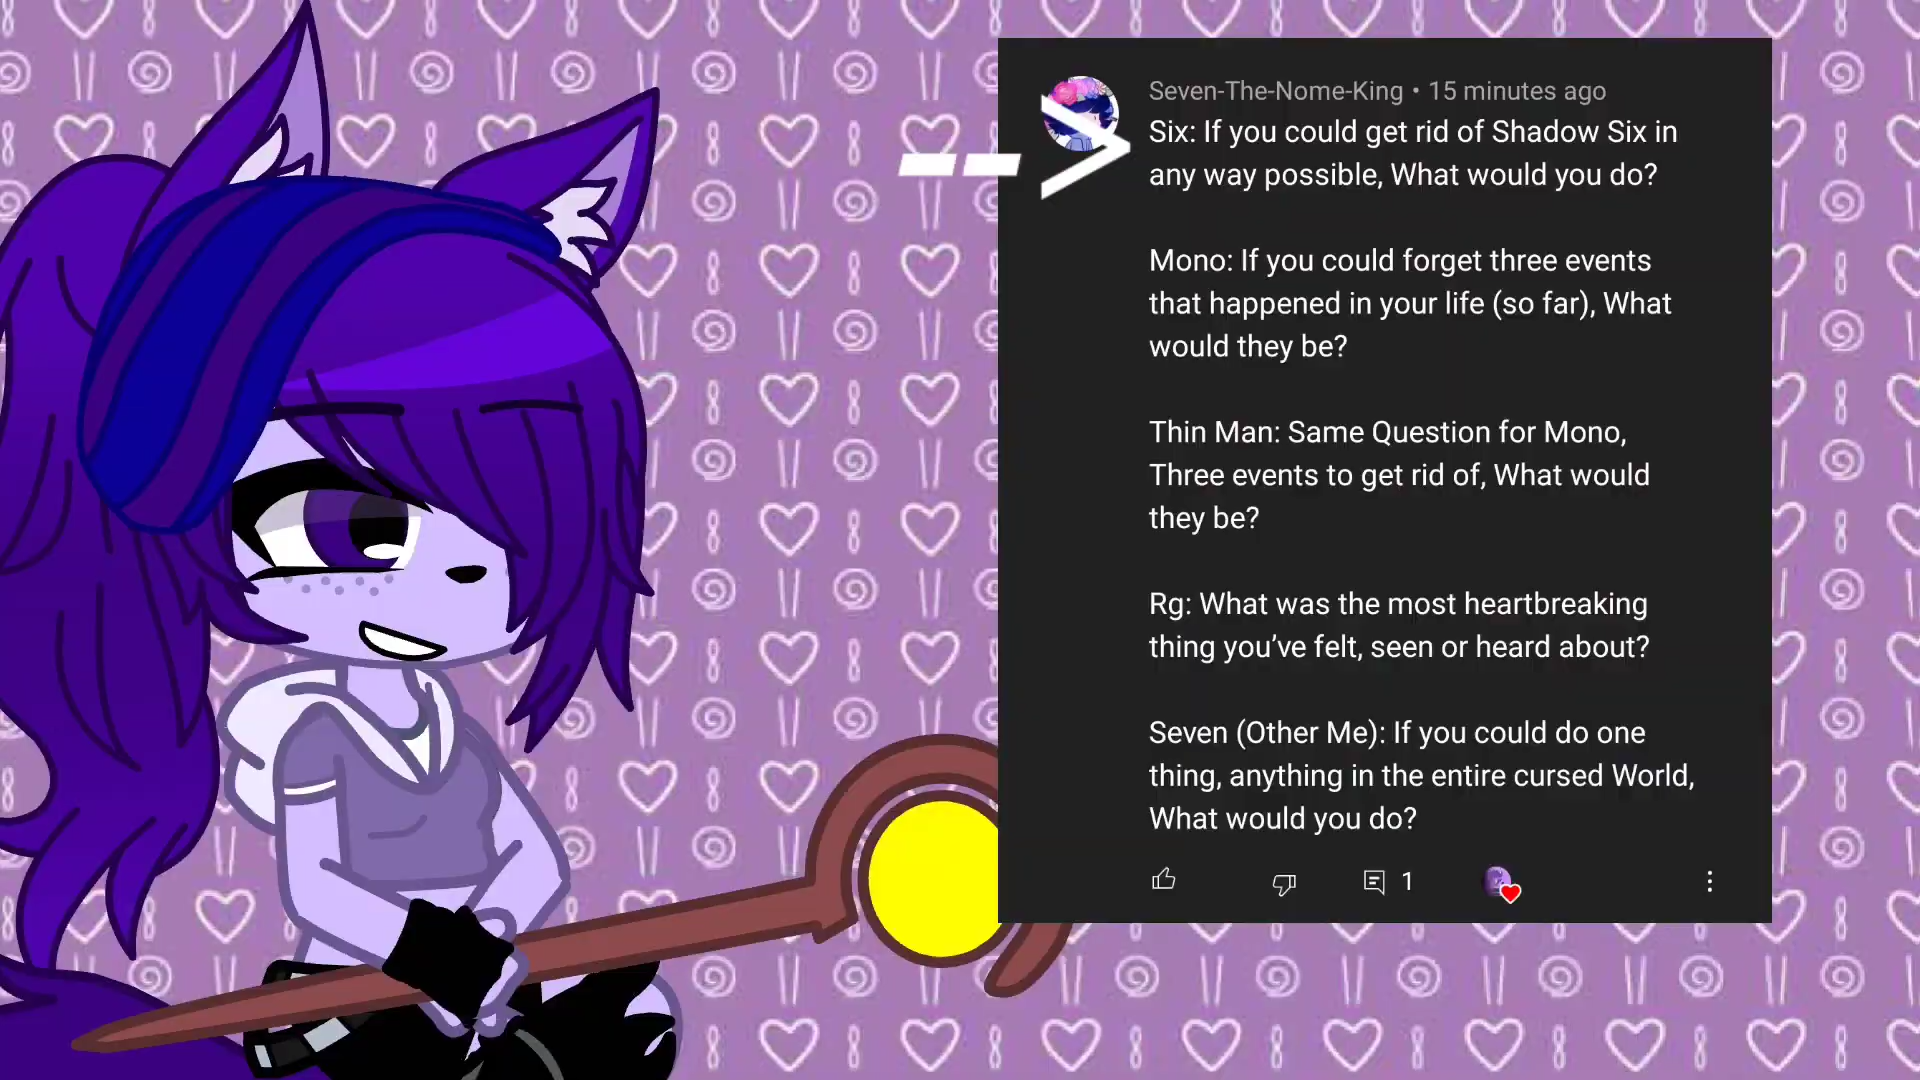 Seven-The-Nome-King • 15 minutes ago
Six: If you could get rid of Shadow Six in
any way possible, What would you do?
Mono: If you could forget three events
that happened in your life (so far), What
would they be?
Thin Man: Same Question for Mono,
Three events to get rid of, What would
they be?
Rg: What was the most heartbreaking
thing you’ve felt, seen or heard about?
Seven (Other Me): If you could do one
thing, anything in the entire cursed World,
What would you do?
1
-->